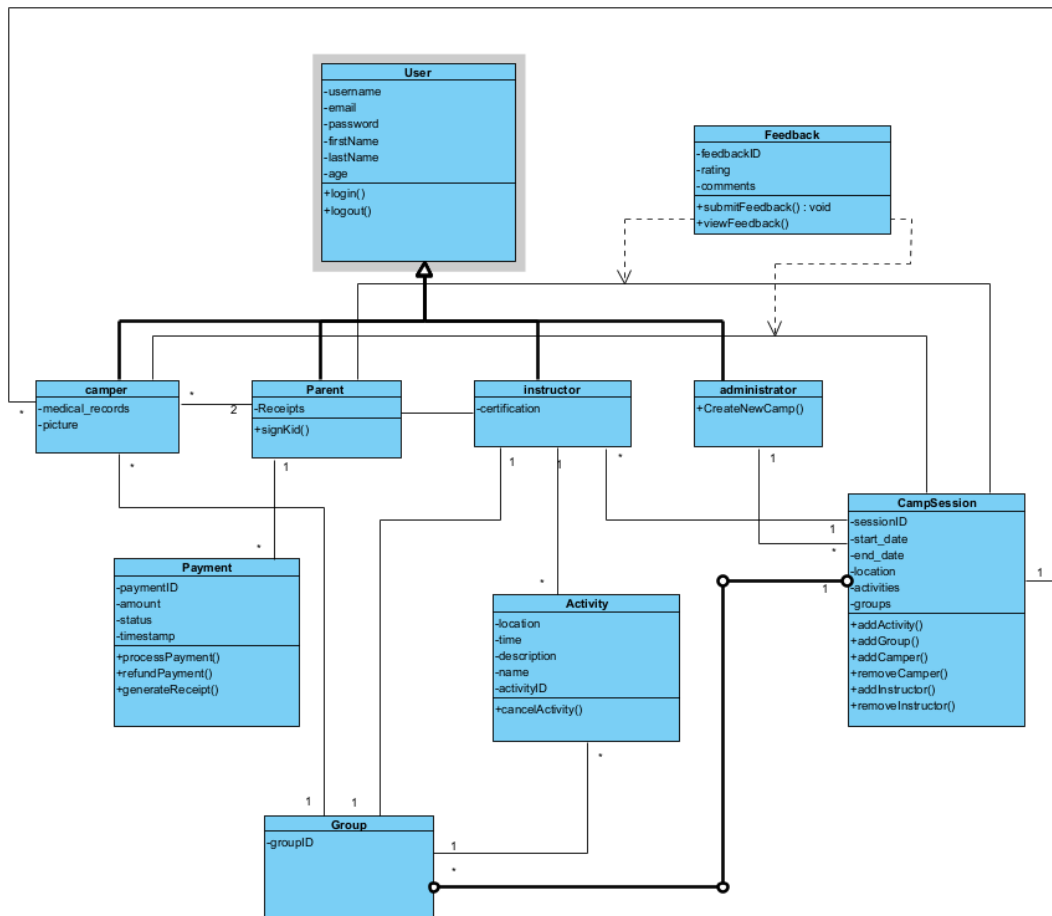 User
-username
-email
-password
-firstName
-lastName
-age
+login()
+logout()
Feedback
-feedbackID
-rating
-comments
+submitFeedback() : void
+viewFeedback()
camper
-medical_records
-picture
*
*
2
*
Parent
-Receipts
+signKid()
1
instructor
-certification
1
1
*
administrator
+CreateNewCamp()
1
CampSession
-sessionID
-start_date
-end_date
-location
-activities
-groups
+addActivity()
+addGroup()
+addCamper()
+removeCamper()
+addInstructor()
+removeInstructor()
1
*
1
1
*
Payment
-paymentID
-amount
-status
-timestamp
+processPayment()
+refundPayment()
+generateReceipt()
*
Activity
-location
-time
-description
-name
-activityID
+cancelActivity()
*
1
1
Group
-groupID
1
*